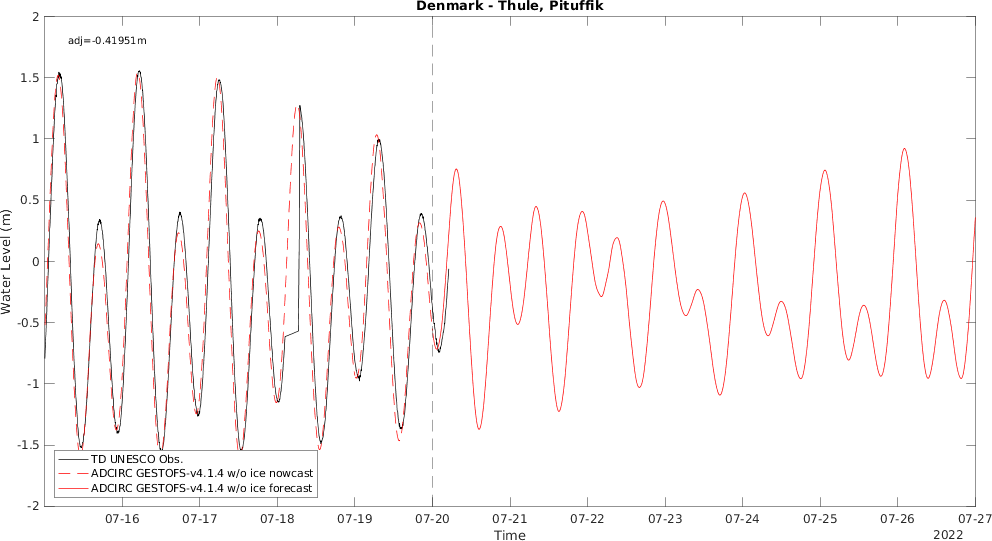 Denmark - Thule, Pituffik
adj=-0.41951m
2
1.5
1
0.5
0
-0.5
-1
-1.5
-2
Water Level (m)
TD UNESCO Obs.
ADCIRC GESTOFS-v4.1.4 w/o ice nowcast
ADCIRC GESTOFS-v4.1.4 w/o ice forecast
07-16 07-17 07-18 07-19 07-20 07-21 07-22 07-23 07-24 07-25 07-26 07-27
Time
2022